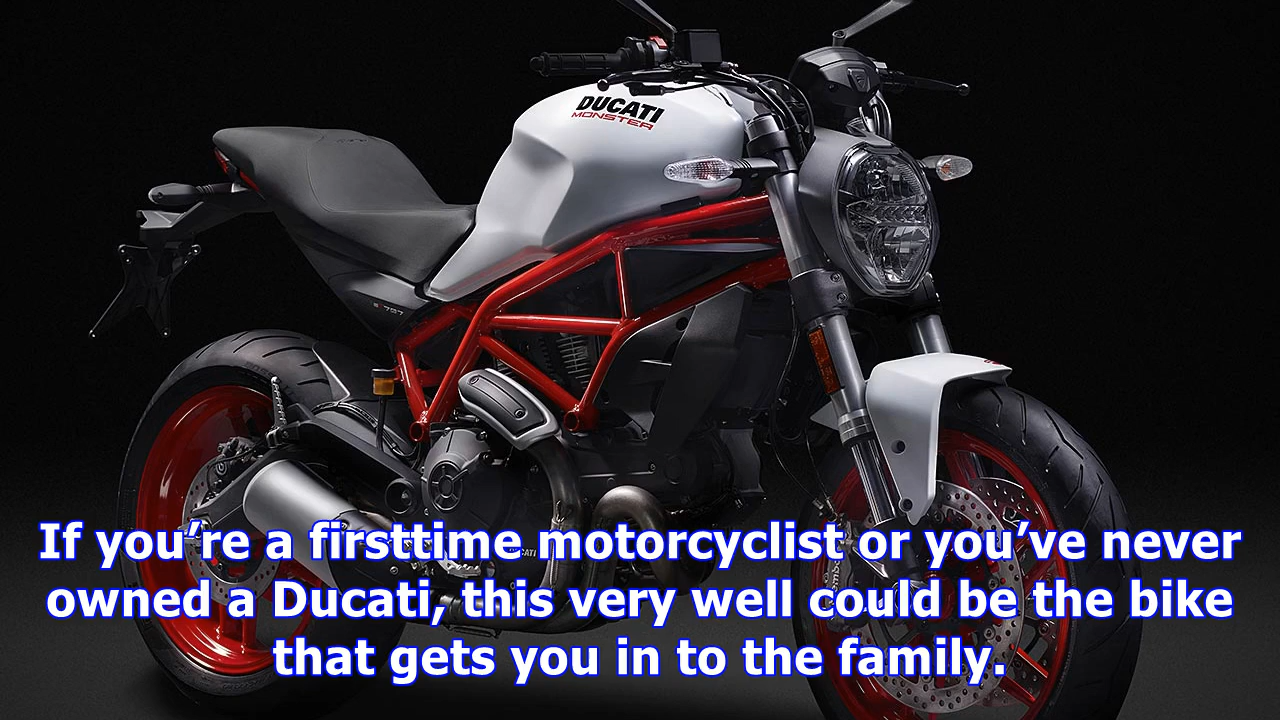 DUCATI
MONSTER
797
If you’re a firsttime motorcyclist or you’ve never
owned a Ducati, this very well could be the bike
that gets you in to the family.